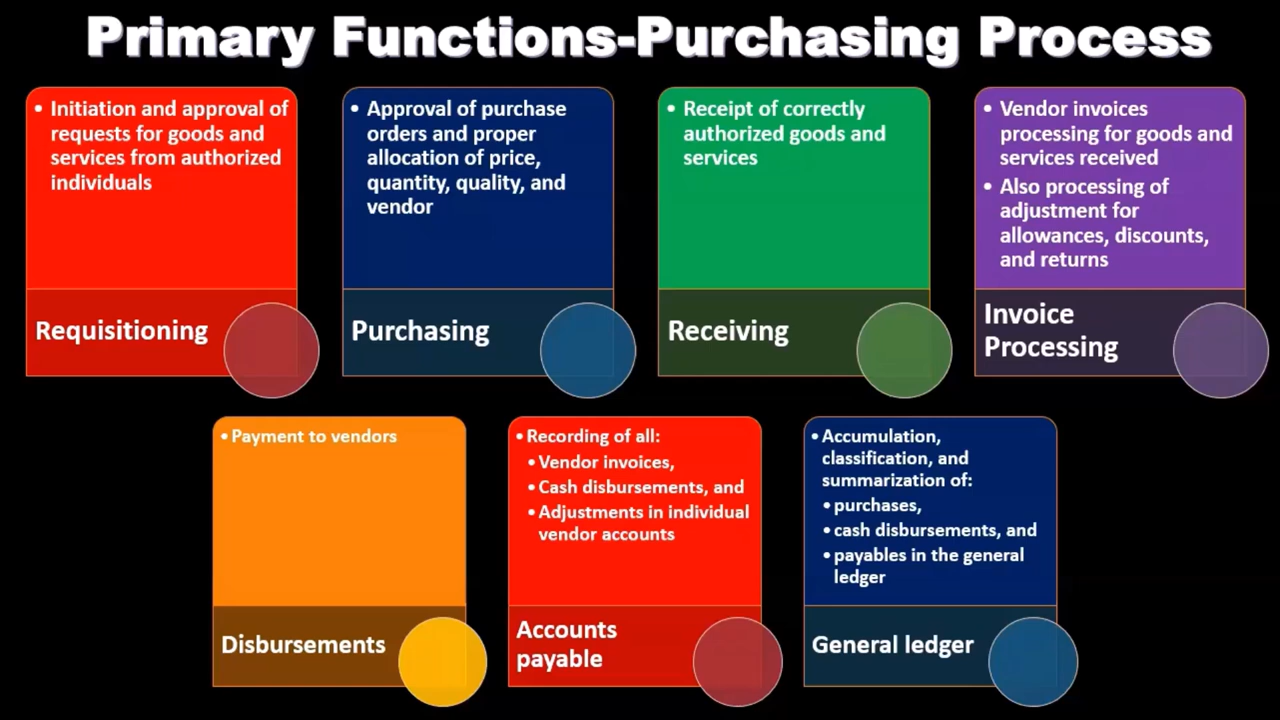 Primary Functions-Purchasing Process
• Initiation and approval of
requests for goods and
services from authorized
individuals
Requisitioning
• Approval of purchase
orders and proper
allocation of price,
quantity, quality, and
vendor
Purchasing
• Receipt of correctly
authorized goods and
services
Receiving
• Vendor invoices
processing for goods and
services received
• Also processing of
adjustment for
allowances, discounts,
and returns
Invoice
Processing
• Payment to vendors
Disbursements
• Recording of all:
• Vendor invoices,
• Cash disbursements, and
• Adjustments in individual
vendor accounts
Accounts
payable
• Accumulation,
classification, and
summarization of:
• purchases,
• cash disbursements, and
• payables in the general
ledger
General ledger